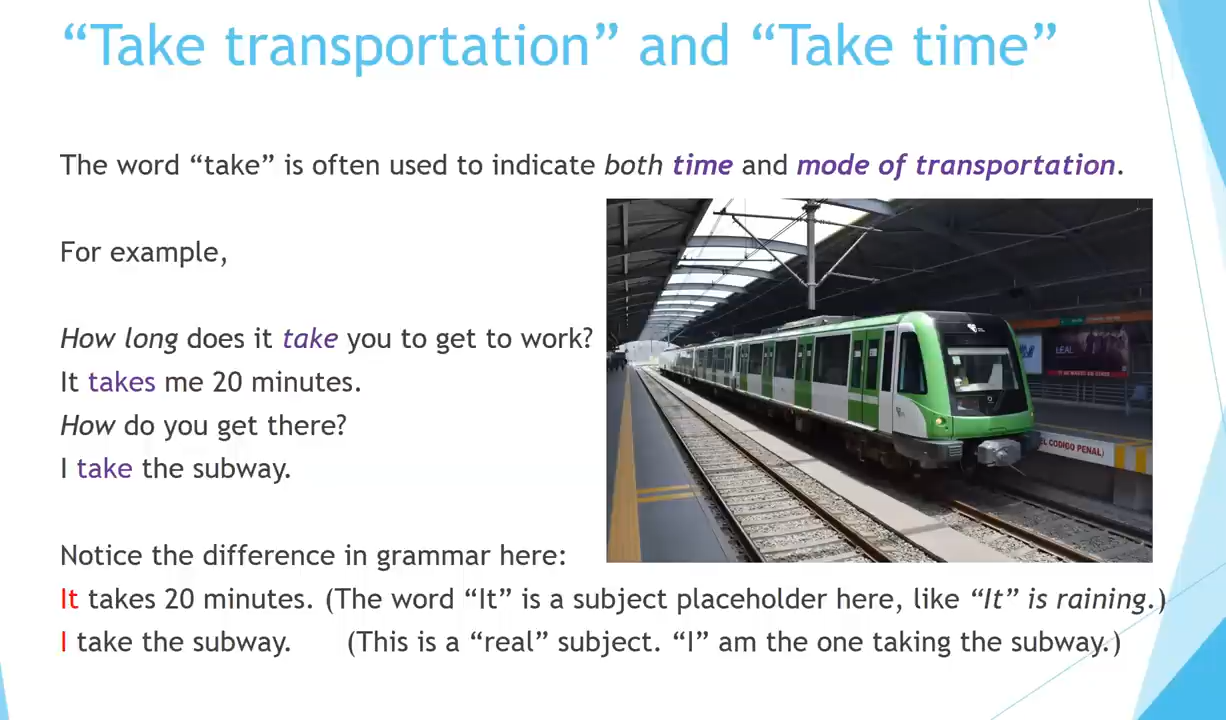 “Take transportation” and “Take time”
The word “take” is often used to indicate both time and mode of transportation.
For example,
How long does it take you to get to work?
It takes me 20 minutes.
How do you get there?
I take the subway.
LEAL
EL CODIGO PENAL)
Notice the difference in grammar here:
It takes 20 minutes. (The word “It” is a subject placeholder here, like “It” is raining.)
I take the subway. (This is a “real” subject. “I” am the one taking the subway.)